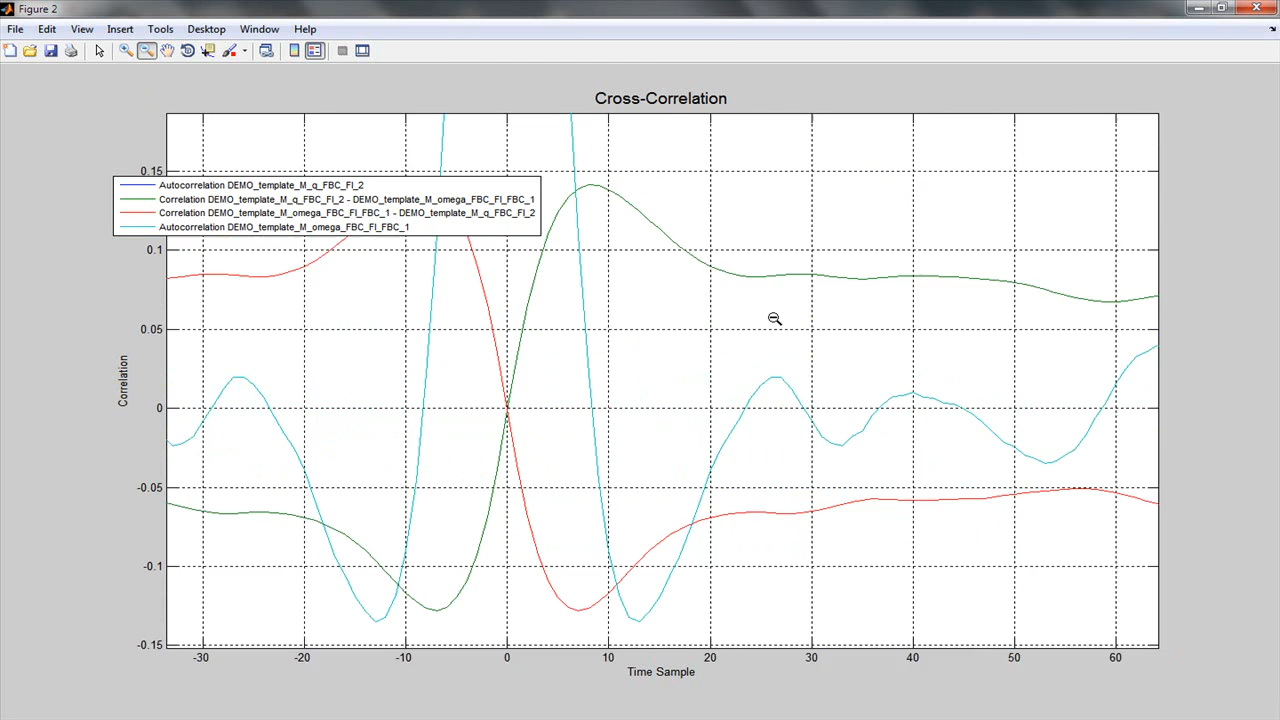 Figure 2
File Edit View Insert Tools Desktop Window Help
Cross-Correlation
0.15
0.1
0.05
0
-0.05
-0.1
-0.15
Correlation
Autocorrelation DEMO_template_M_q_FBC_FI_2
Correlation DEMO_template_M_q_FBC_FI_2 - DEMO_template_M_omega_FBC_FI_FBC_1
Correlation DEMO_template_M_omega_FBC_FI_FBC_1 - DEMO_template_M_q_FBC_FI_2
Autocorrelation DEMO_template_M_omega_FBC_FI_FBC_1
-30 -20 -10 0 10 20 30 40 50 60
Time Sample